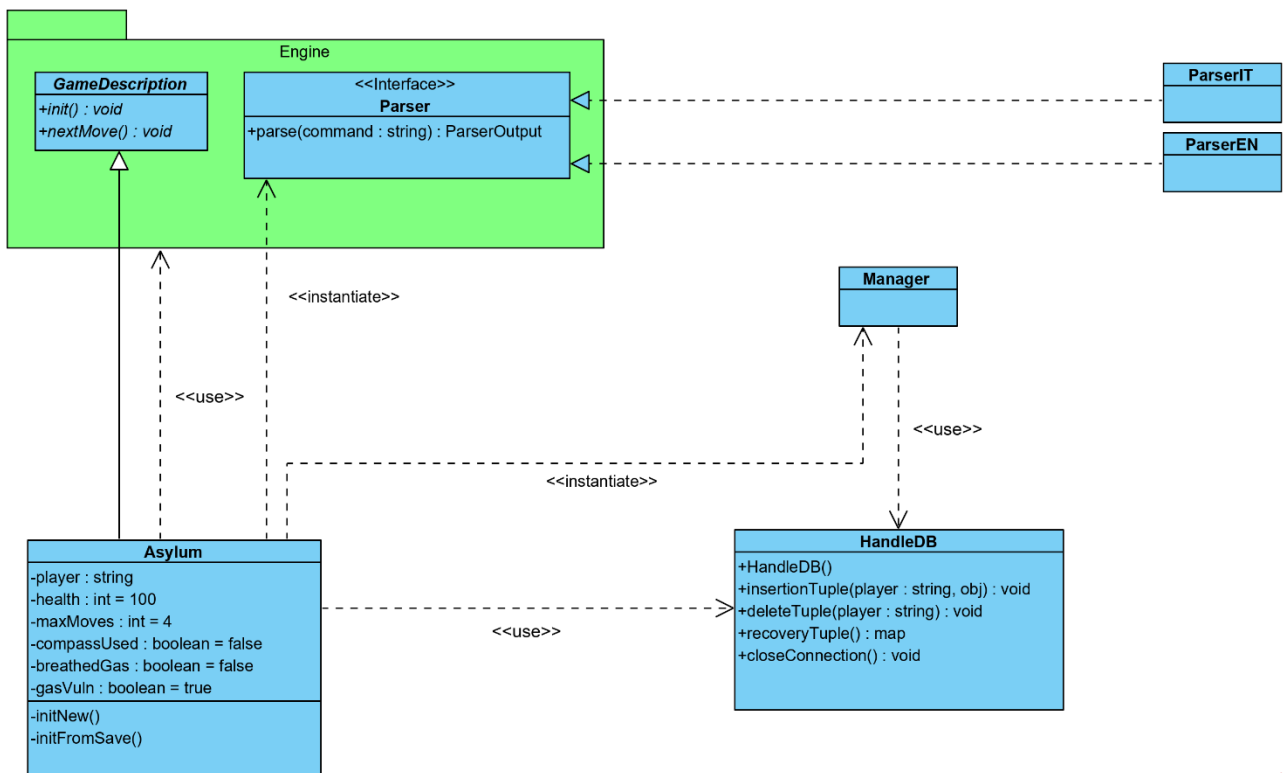 Engine
GameDescription
+init() : void
+nextMove() : void
<<Interface>>
Parser
+parse(command : string) : ParserOutput
ParserIT
ParserEN
<<instantiate>>
<<use>>
Manager
<<use>>
<<instantiate>>
Asylum
-player : string
-health : int = 100
-maxMoves : int = 4
-compassUsed : boolean = false
-breathedGas : boolean = false
-gasVuln : boolean = true
-initNew()
-initFromSave()
<<use>>
HandleDB
+HandleDB()
+insertionTuple(player : string, obj) : void
+deleteTuple(player : string) : void
+recoveryTuple() : map
+closeConnection() : void